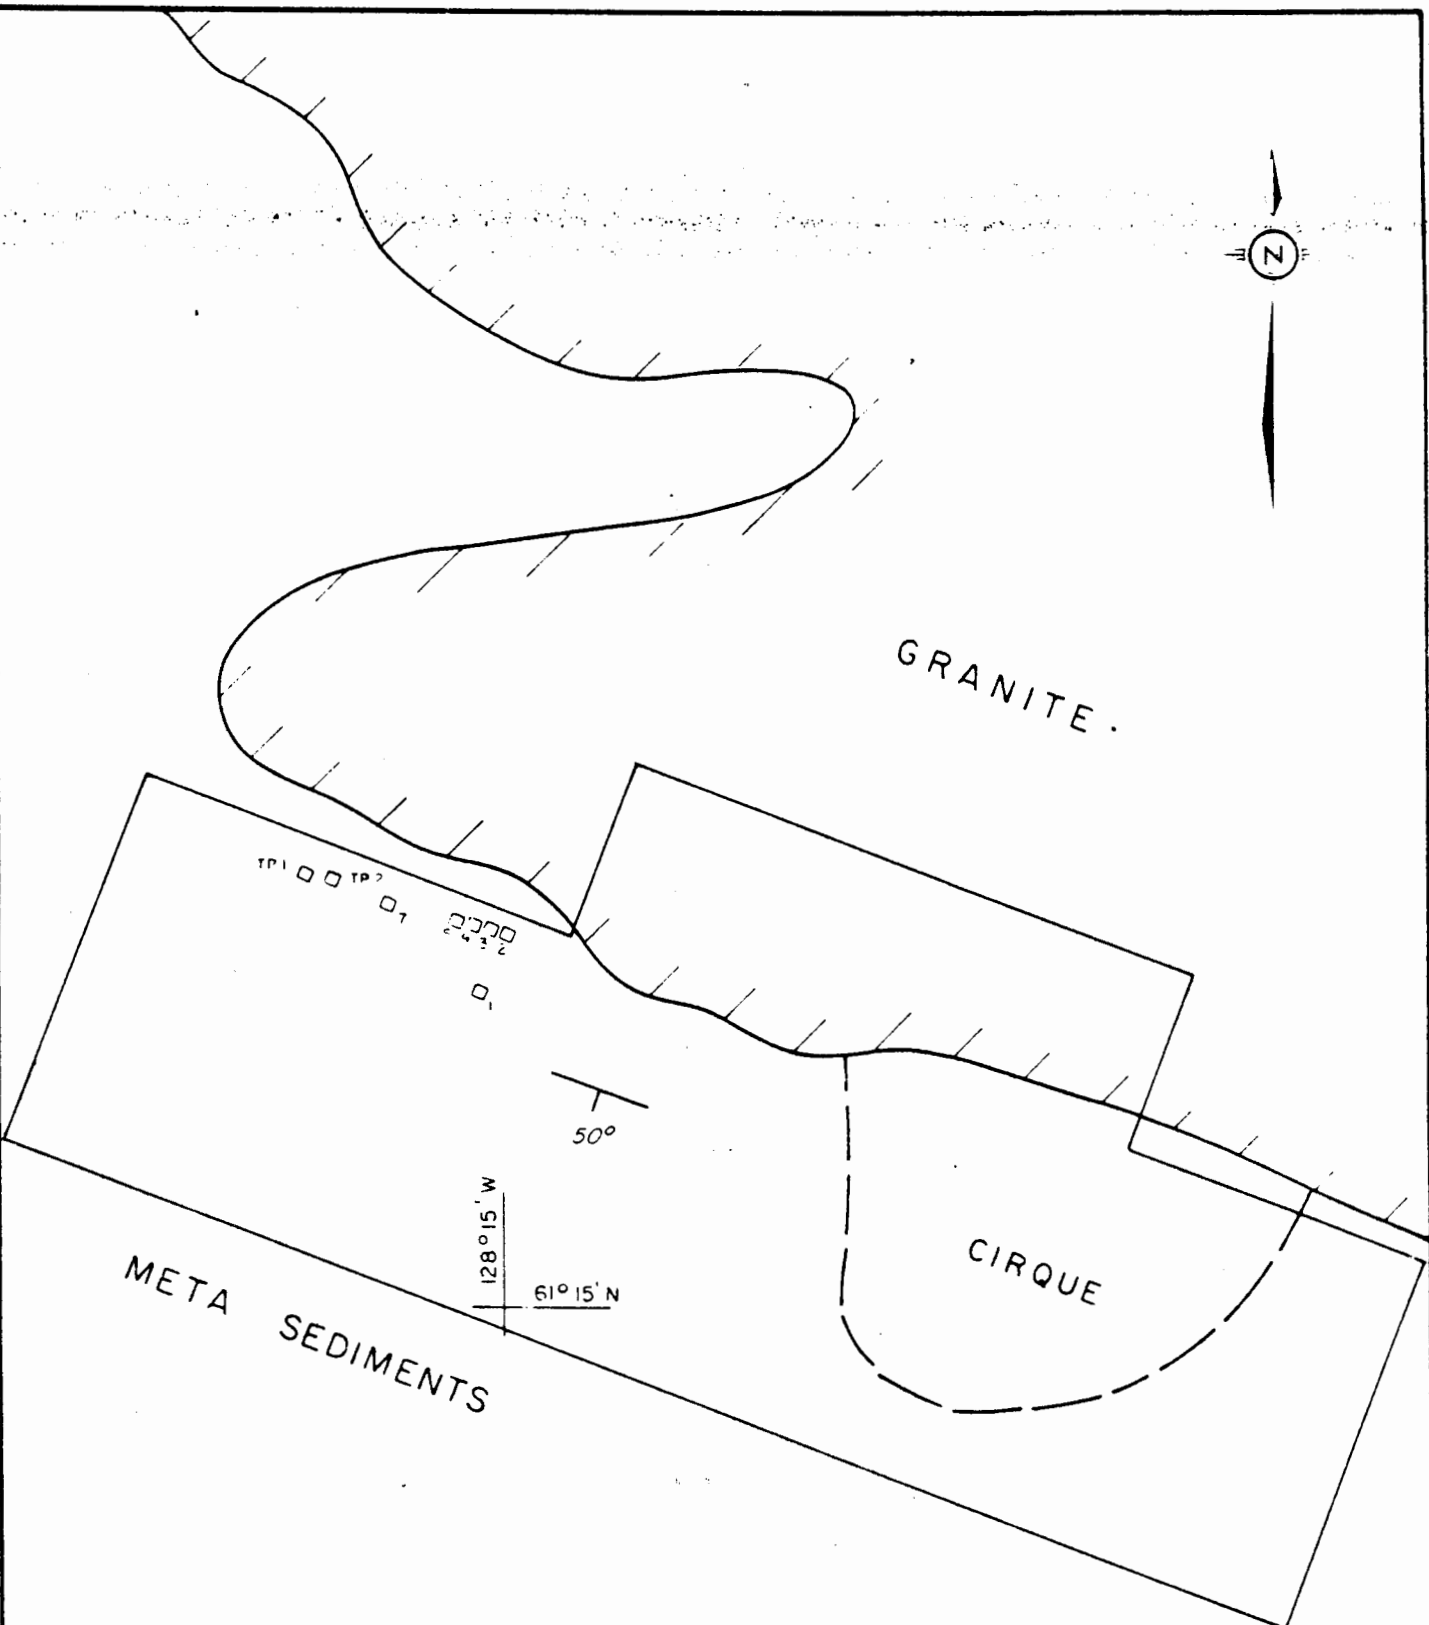 N
GRANITE.
TP1
TP2
7
4 3 2
1
50°
128°15'W
61°15'N
CIRQUE
META SEDIMENTS